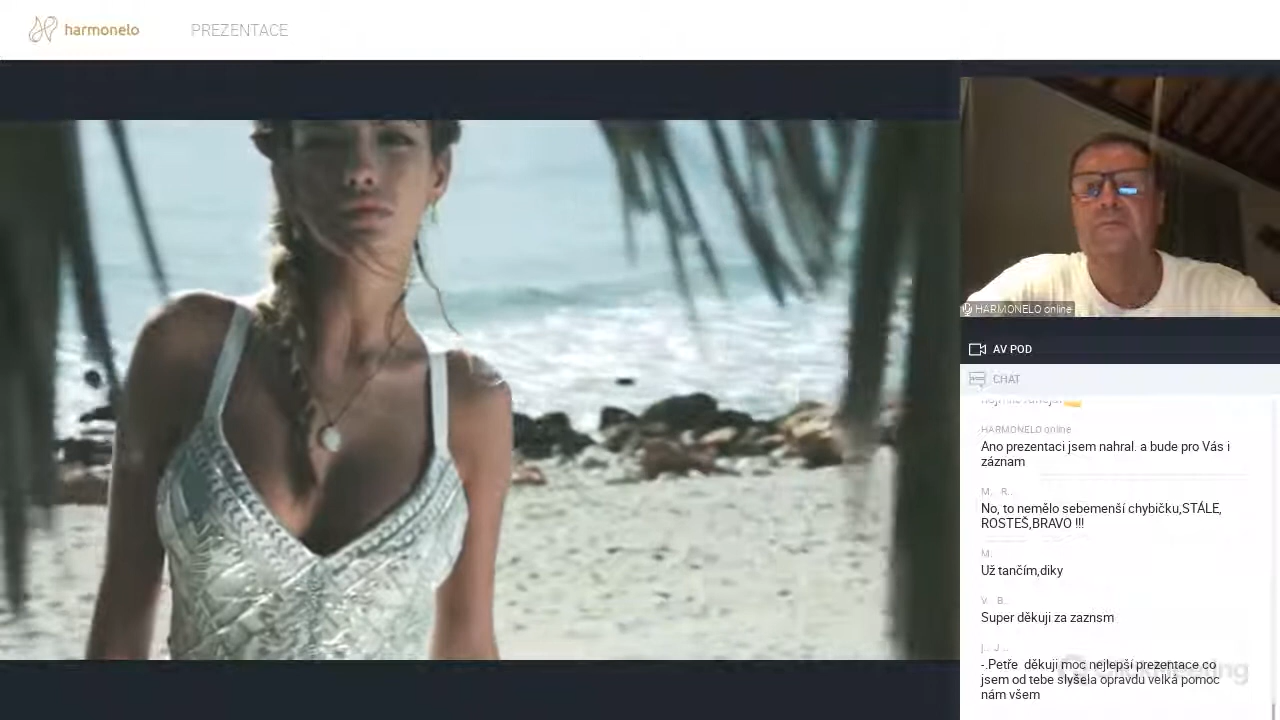 harmonelo
PREZENTACE
HARMONELO online
AV POD
CHAT
HARMONELO online
Ano prezentaci jsem nahral. a bude pro Vás i
záznam
M. R..
No, to nemělo sebemenší chybičku,STÁLE,
ROSTEŠ,BRAVO !!!
M.
Už tančím,diky
V. B.
Super děkuji za zaznsm
J.. J ..
-.Petře děkuji moc nejlepší prezentace co
jsem od tebe slyšela opravdu velká pomoc
nám všem